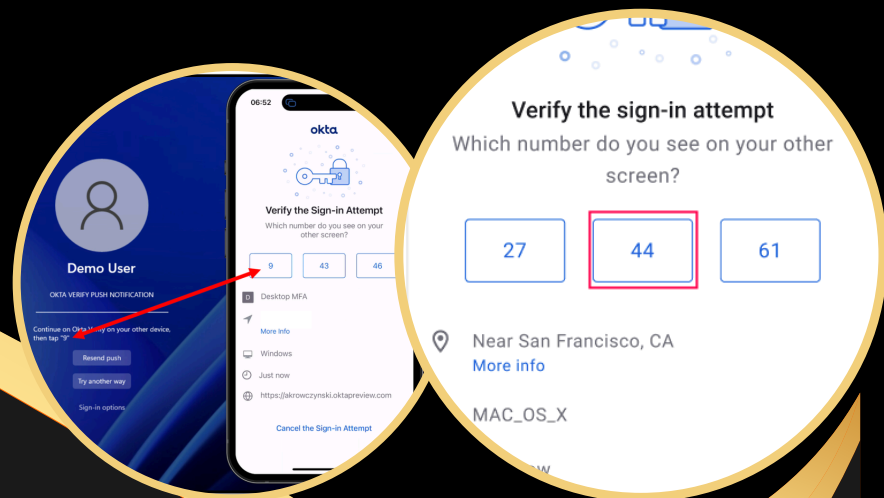 Demo User
OKTA VERIFY PUSH NOTIFICATION
Continue on Okta Verify on your other device,
then tap "9"
Resend push
Try another way
Sign-in options
06:52
okta
Verify the Sign-in Attempt
Which number do you see on your
other screen?
9 43 46
D Desktop MFA
More info
Windows
Just now
https://akrowczynski.oktapreview.com
Cancel the Sign-in Attempt
Verify the sign-in attempt
Which number do you see on your other
screen?
27 44 61
Near San Francisco, CA
More info
MAC_OS_X